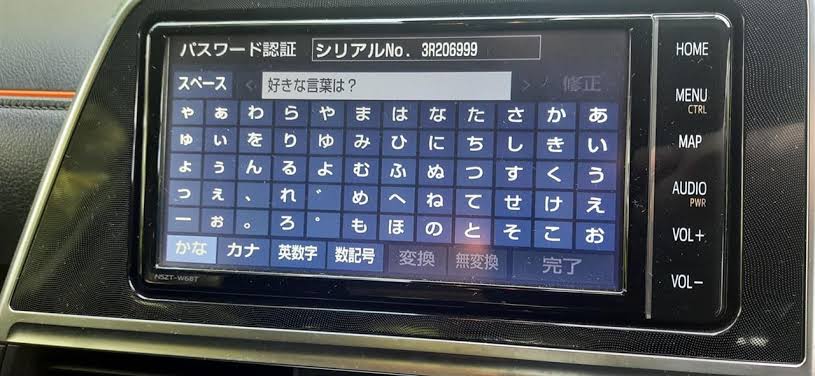 パスワード認証 シリアルNo. 3R206999
スペース 好きな言葉は? 修正
ゃ ぁ わ ら や ま は な た さ か あ
ゅ ぃ を り ゆ み ひ に ち し き い
ょ ぅ ん る よ む ふ ぬ つ す く う
っ ぇ 、 れ ゛ め へ ね て せ け え
ー ぉ 。 ろ ゜ も ほ の と そ こ お
かな カナ 英数字 数記号 変換 無変換 完了
NSZT-W68T
HOME
MENU
CTRL
MAP
AUDIO
PWR
VOL+
VOL-